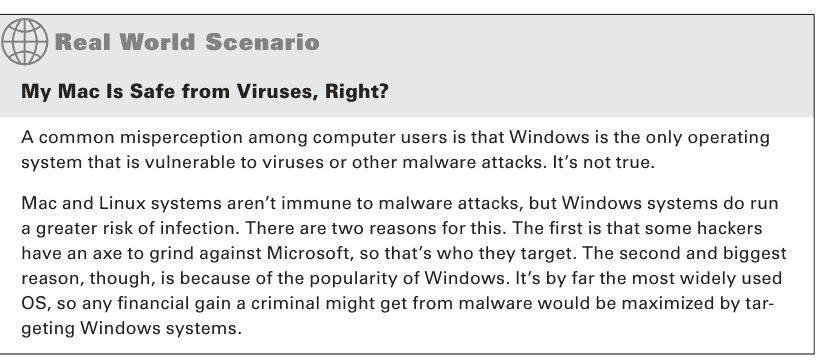 Real World Scenario
My Mac Is Safe from Viruses, Right?
A common misperception among computer users is that Windows is the only operating
system that is vulnerable to viruses or other malware attacks. It’s not true.
Mac and Linux systems aren’t immune to malware attacks, but Windows systems do run
a greater risk of infection. There are two reasons for this. The first is that some hackers
have an axe to grind against Microsoft, so that’s who they target. The second and biggest
reason, though, is because of the popularity of Windows. It’s by far the most widely used
OS, so any financial gain a criminal might get from malware would be maximized by tar-
geting Windows systems.